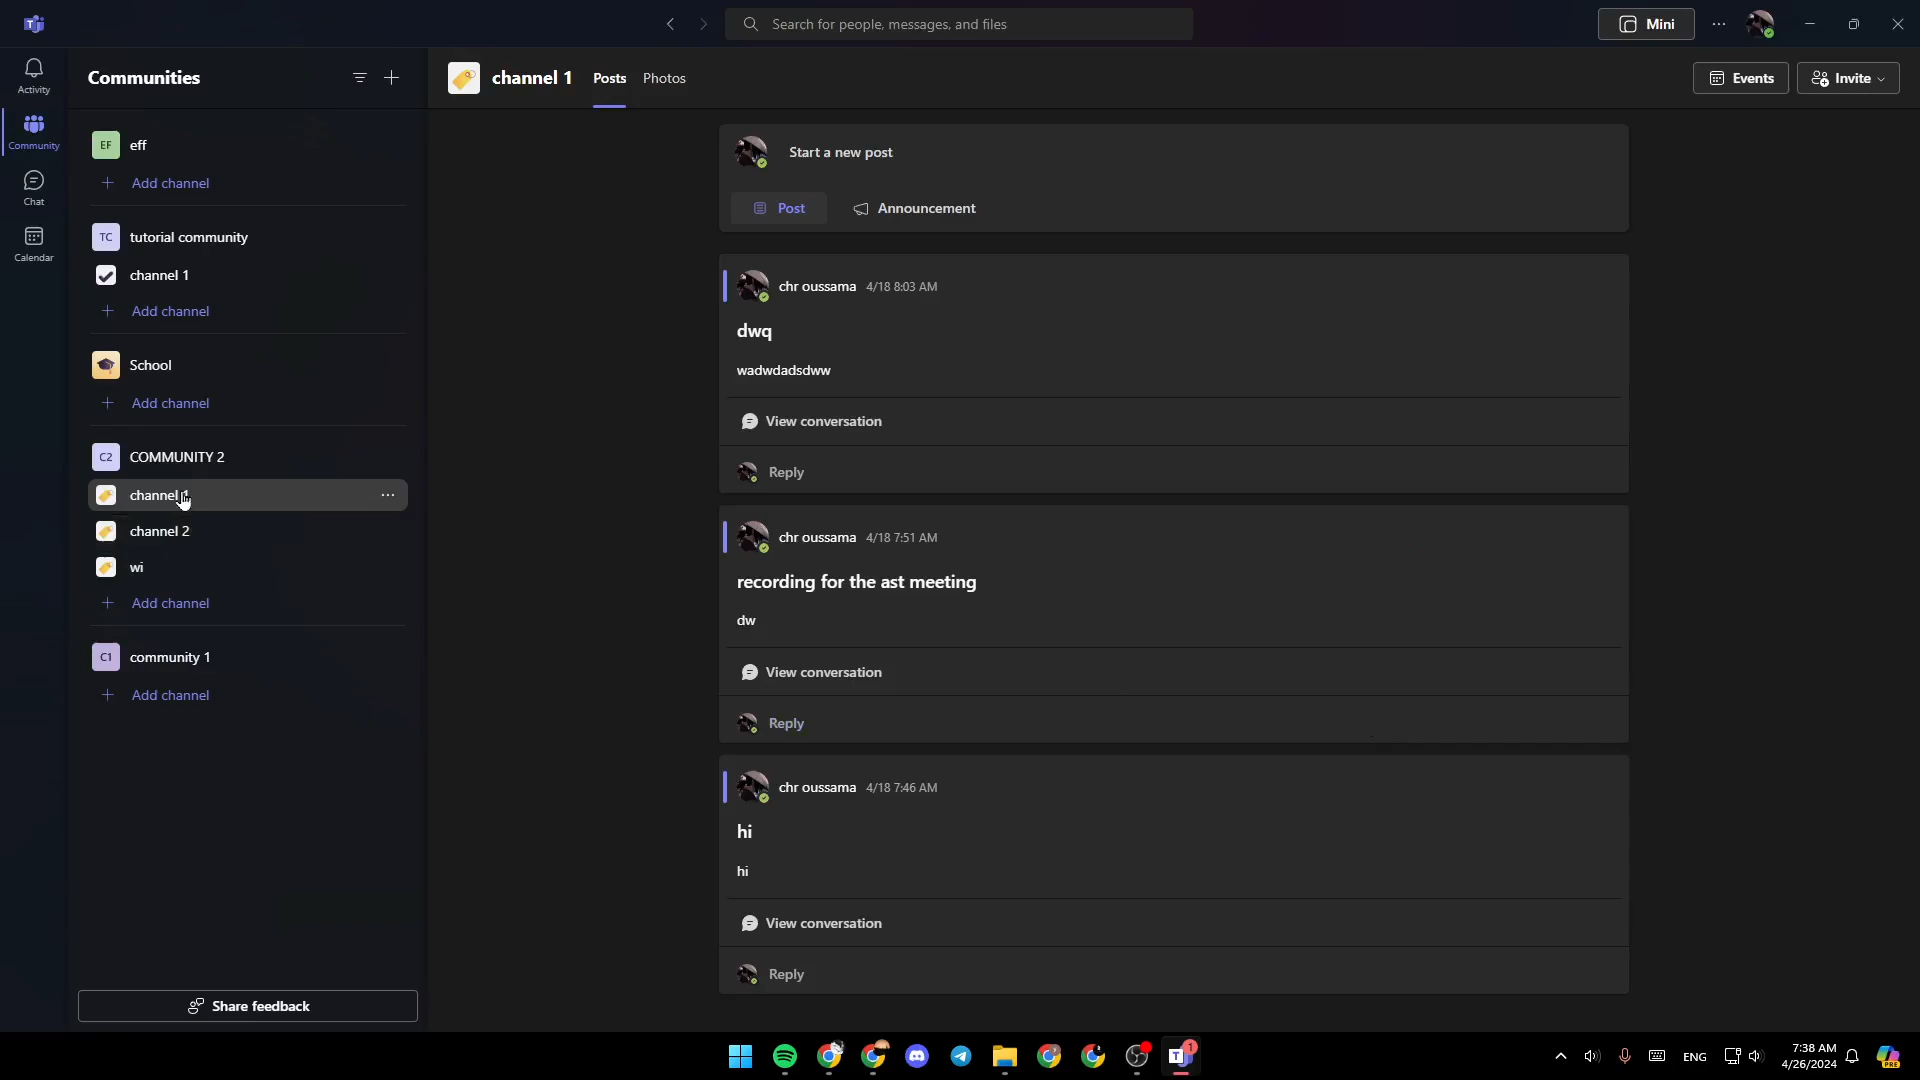 Search for people, messages, and files
Mini
Activity
Community
Chat
Calendar
Communities
EF eff
Add channel
TC tutorial community
channel 1
Add channel
School
Add channel
C2 COMMUNITY 2
channel 1
channel 2
wi
Add channel
C1 community 1
Add channel
Share feedback
channel 1 Posts Photos
Events Invite
Start a new post
Post Announcement
chr oussama 4/18 8:03 AM
dwq
wadwdadsdww
View conversation
Reply
chr oussama 4/18 7:51 AM
recording for the ast meeting
dw
View conversation
Reply
chr oussama 4/18 7:46 AM
hi
hi
View conversation
Reply
1
ENG
7:38 AM
4/26/2024
PRE